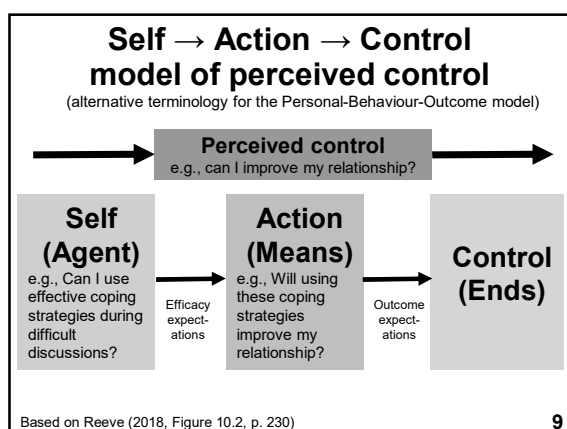 Self → Action → Control
model of perceived control
(alternative terminology for the Personal-Behaviour-Outcome model)
Perceived control
e.g., can I improve my relationship?
Self
(Agent)
e.g., Can I use
effective coping
strategies during
difficult
discussions?
Efficacy
expect-
ations
Action
(Means)
e.g., Will using
these coping
strategies
improve my
relationship?
Outcome
expect-
ations
Control
(Ends)
Based on Reeve (2018, Figure 10.2, p. 230)
9